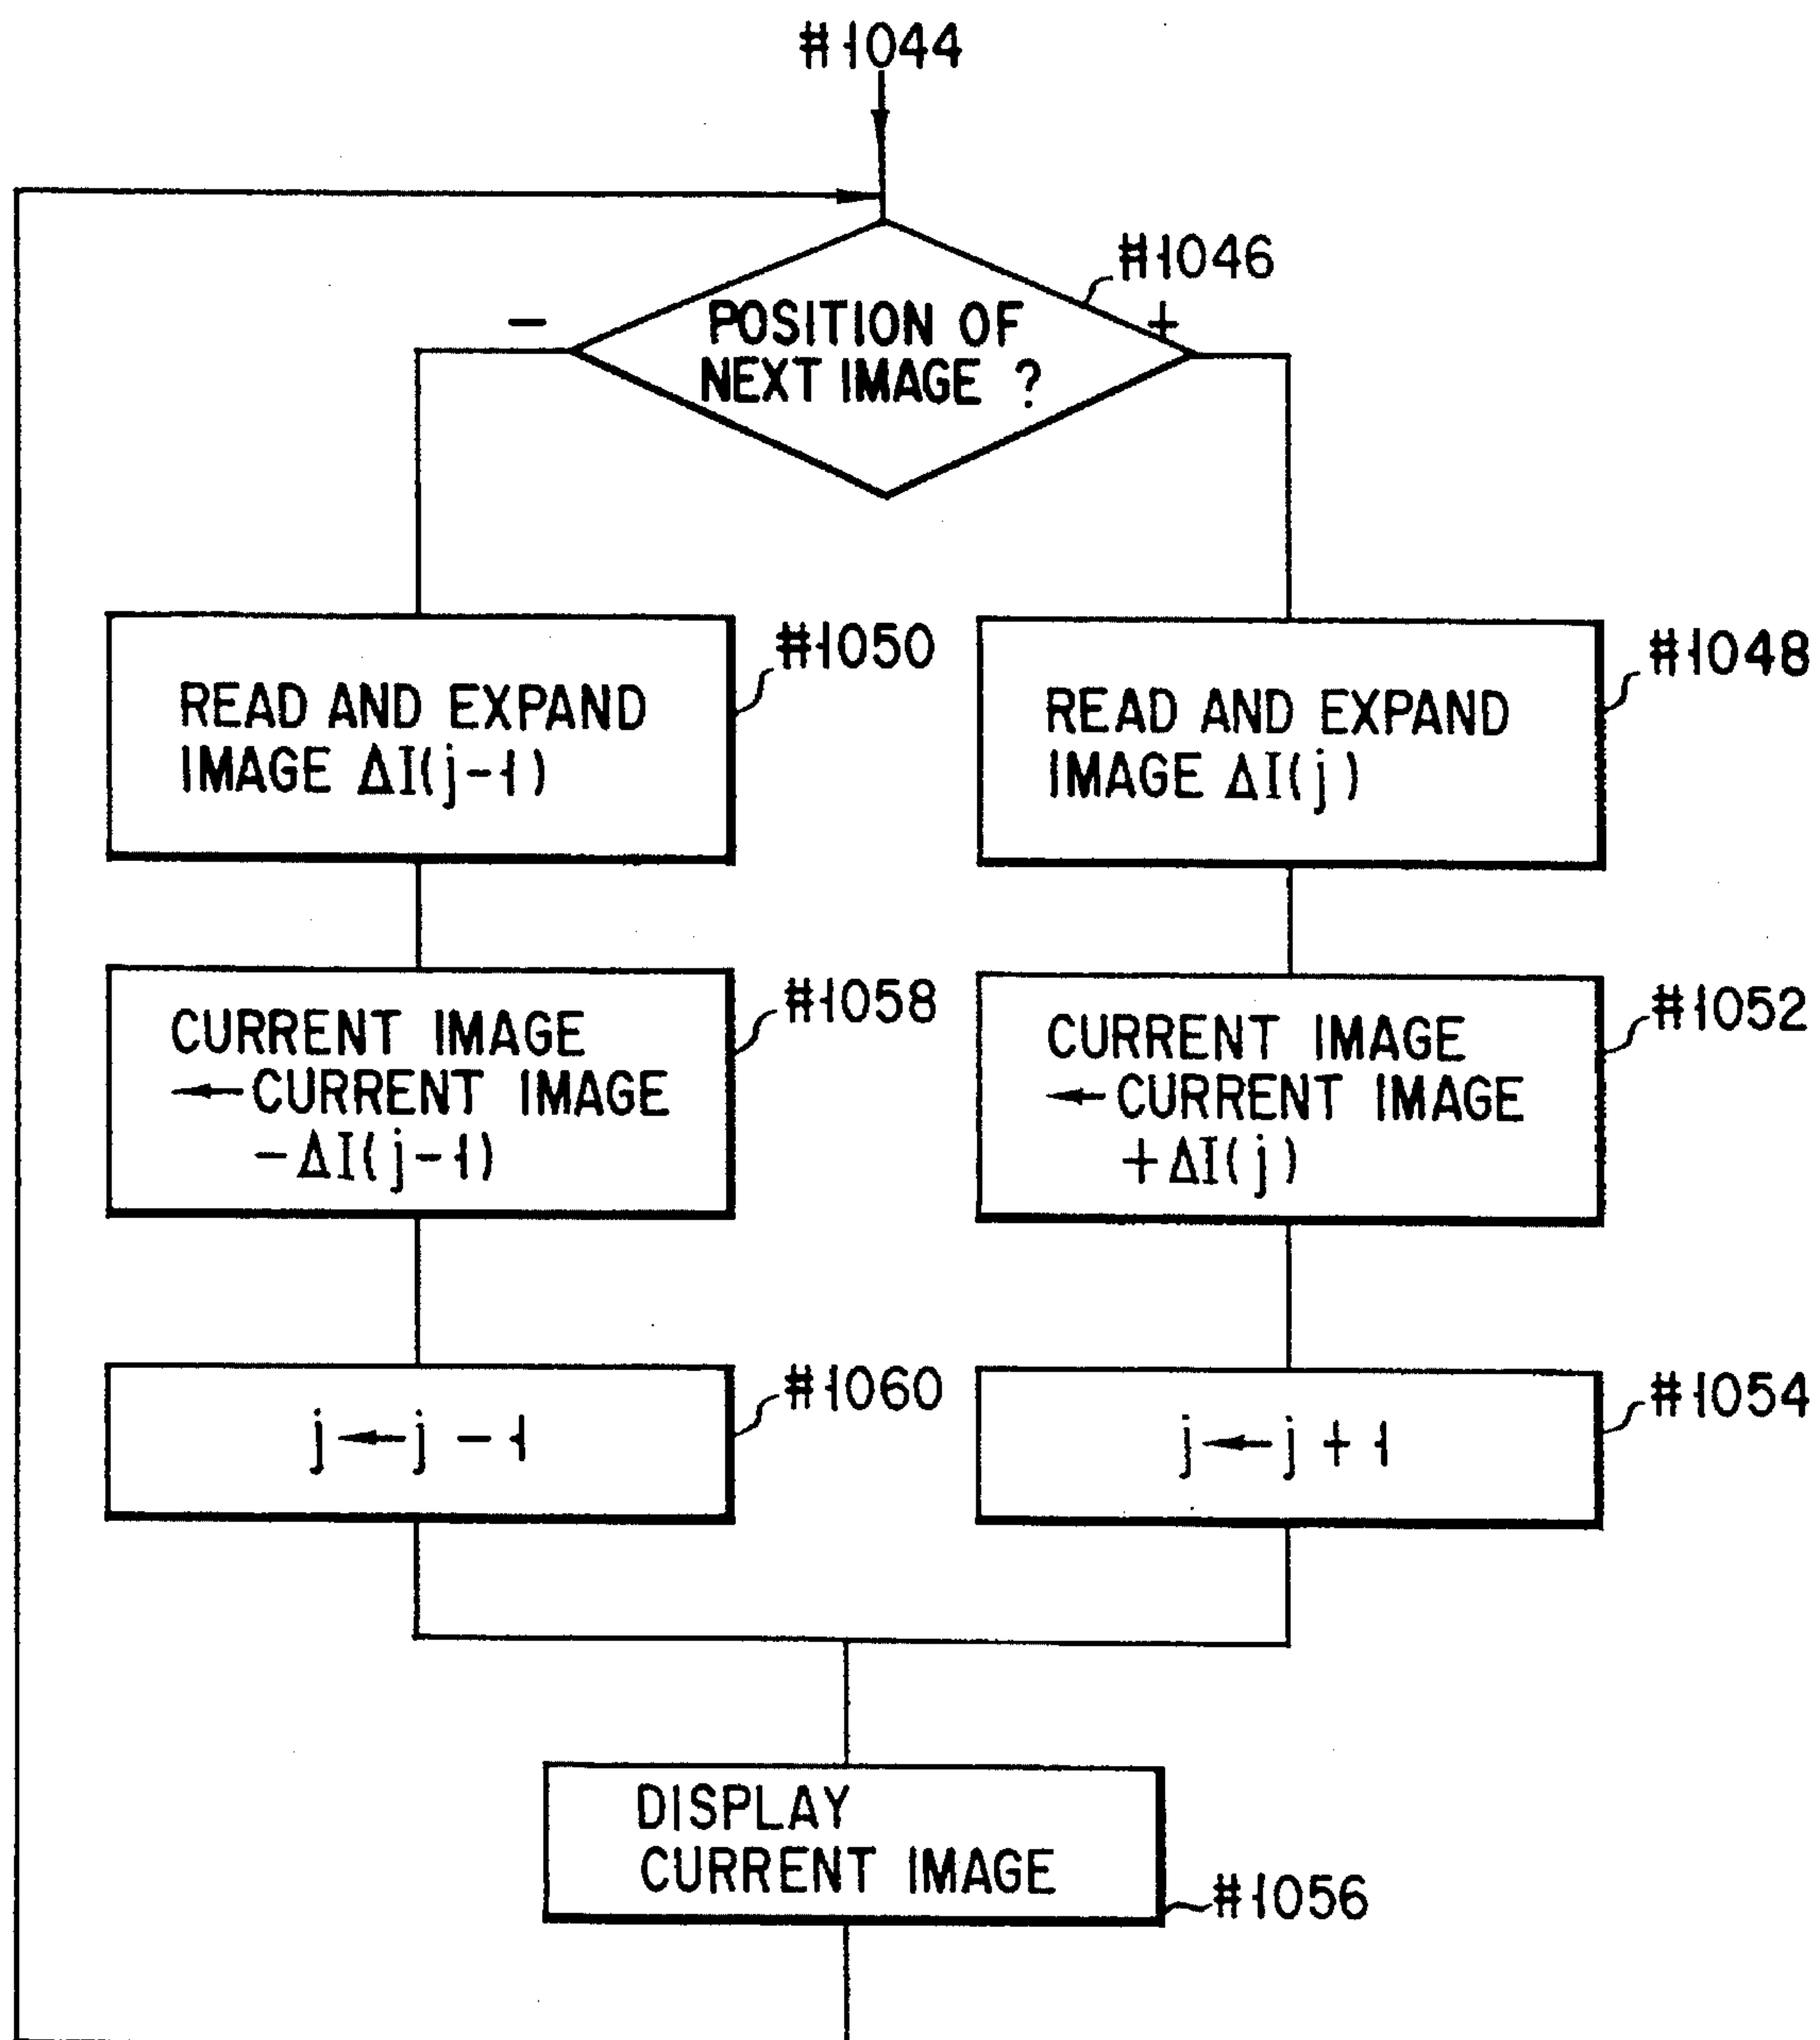 #1044
#1046
−
+
POSITION OF
NEXT IMAGE ?
#1050
READ AND EXPAND
IMAGE ΔI(j−1)
#1048
READ AND EXPAND
IMAGE ΔI(j)
#1058
CURRENT IMAGE
←CURRENT IMAGE
−ΔI(j−1)
#1052
CURRENT IMAGE
←CURRENT IMAGE
+ΔI(j)
#1060
j←j − 1
#1054
j←j + 1
DISPLAY
CURRENT IMAGE
#1056